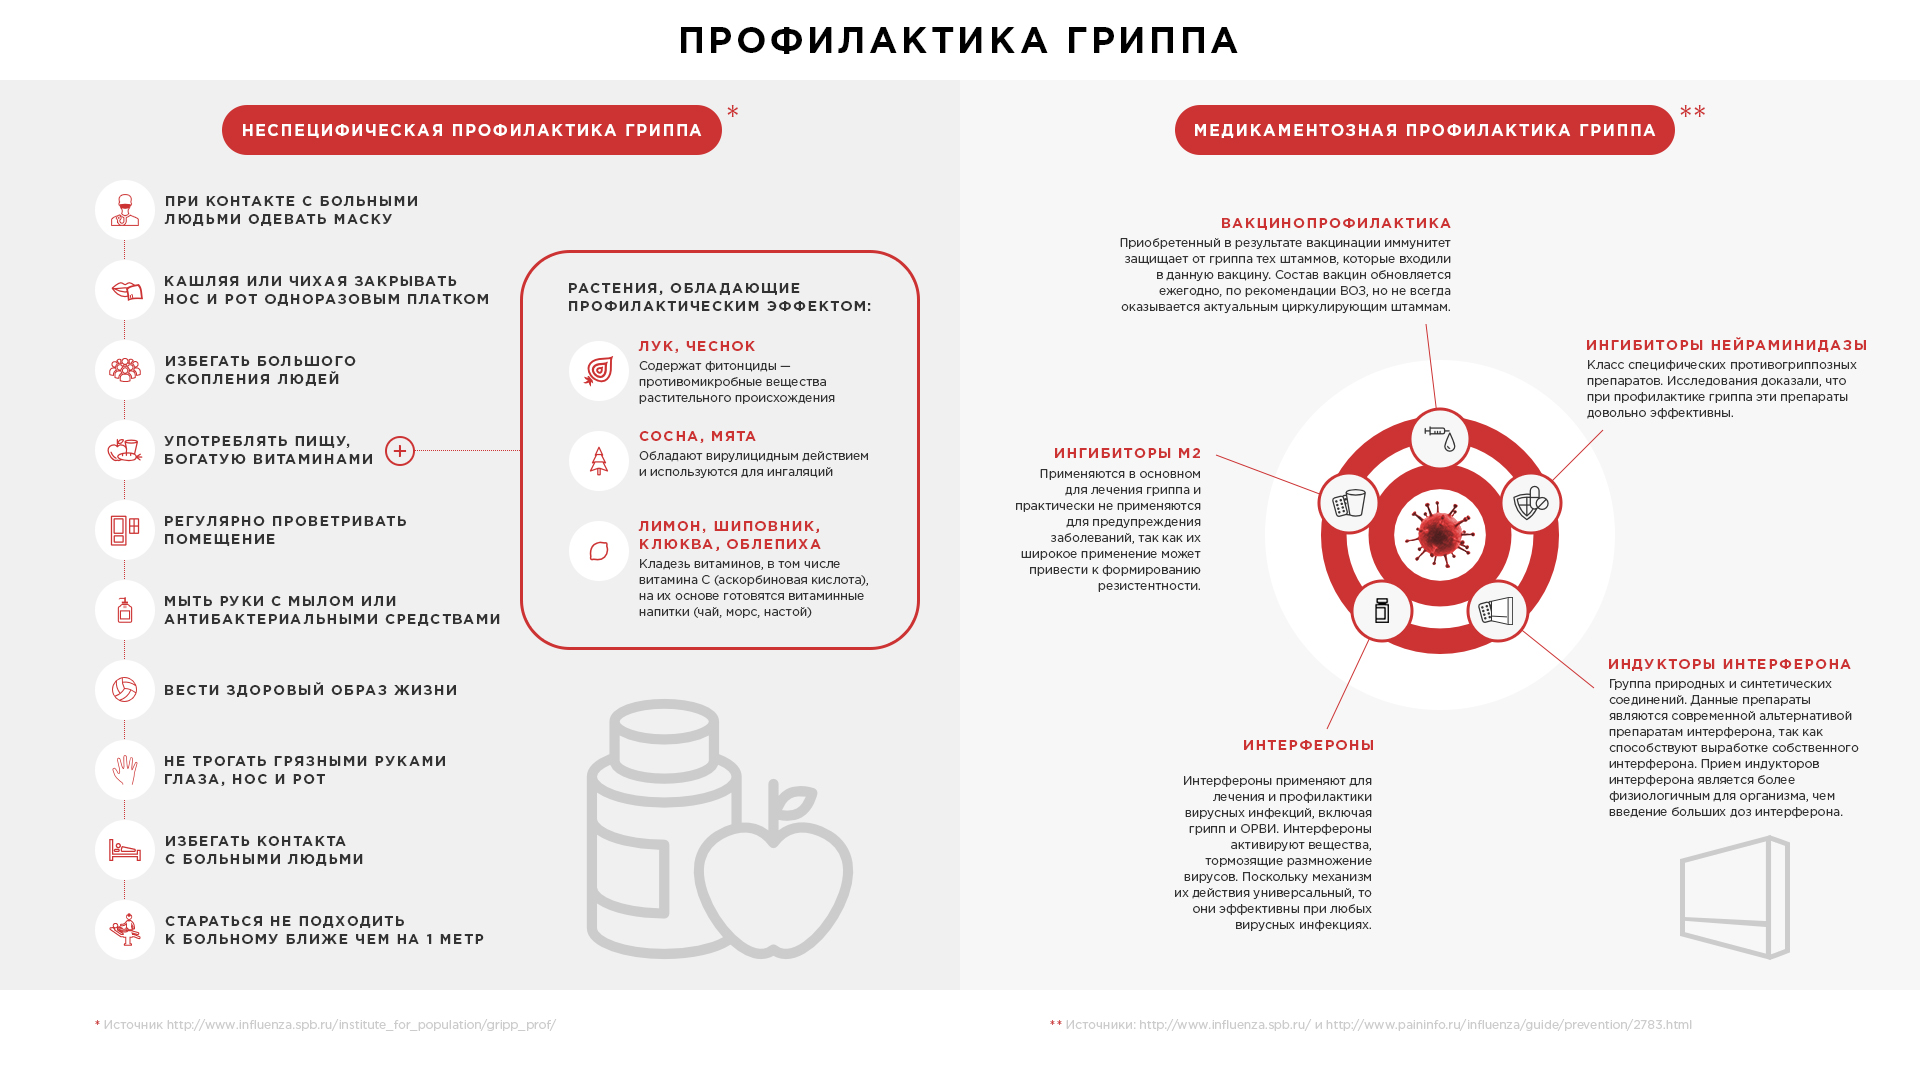 ПРОФИЛАКТИКА ГРИППА
НЕСПЕЦИФИЧЕСКАЯ ПРОФИЛАКТИКА ГРИППА *
ПРИ КОНТАКТЕ С БОЛЬНЫМИ
ЛЮДЬМИ ОДЕВАТЬ МАСКУ
КАШЛЯЯ ИЛИ ЧИХАЯ ЗАКРЫВАТЬ
НОС И РОТ ОДНОРАЗОВЫМ ПЛАТКОМ
ИЗБЕГАТЬ БОЛЬШОГО
СКОПЛЕНИЯ ЛЮДЕЙ
УПОТРЕБЛЯТЬ ПИЩУ,
БОГАТУЮ ВИТАМИНАМИ
РЕГУЛЯРНО ПРОВЕТРИВАТЬ
ПОМЕЩЕНИЕ
МЫТЬ РУКИ С МЫЛОМ ИЛИ
АНТИБАКТЕРИАЛЬНЫМИ СРЕДСТВАМИ
ВЕСТИ ЗДОРОВЫЙ ОБРАЗ ЖИЗНИ
НЕ ТРОГАТЬ ГРЯЗНЫМИ РУКАМИ
ГЛАЗА, НОС И РОТ
ИЗБЕГАТЬ КОНТАКТА
С БОЛЬНЫМИ ЛЮДЬМИ
СТАРАТЬСЯ НЕ ПОДХОДИТЬ
К БОЛЬНОМУ БЛИЖЕ ЧЕМ НА 1 МЕТР
РАСТЕНИЯ, ОБЛАДАЮЩИЕ
ПРОФИЛАКТИЧЕСКИМ ЭФФЕКТОМ:
ЛУК, ЧЕСНОК
Содержат фитонциды —
противомикробные вещества
растительного происхождения
СОСНА, МЯТА
Обладают вирулицидным действием
и используются для ингаляций
ЛИМОН, ШИПОВНИК,
КЛЮКВА, ОБЛЕПИХА
Кладезь витаминов, в том числе
витамина С (аскорбиновая кислота),
на их основе готовятся витаминные
напитки (чай, морс, настой)
МЕДИКАМЕНТОЗНАЯ ПРОФИЛАКТИКА ГРИППА **
ВАКЦИНОПРОФИЛАКТИКА
Приобретенный в результате вакцинации иммунитет
защищает от гриппа тех штаммов, которые входили
в данную вакцину. Состав вакцин обновляется
ежегодно, по рекомендации ВОЗ, но не всегда
оказывается актуальным циркулирующим штаммам.
ИНГИБИТОРЫ НЕЙРАМИНИДАЗЫ
Класс специфических противогриппозных
препаратов. Исследования доказали, что
при профилактике гриппа эти препараты
довольно эффективны.
ИНГИБИТОРЫ М2
Применяются в основном
для лечения гриппа и
практически не применяются
для предупреждения
заболеваний, так как их
широкое применение может
привести к формированию
резистентности.
ИНДУКТОРЫ ИНТЕРФЕРОНА
Группа природных и синтетических
соединений. Данные препараты
являются современной альтернативой
препаратам интерферона, так как
способствуют выработке собственного
интерферона. Прием индукторов
интерферона является более
физиологичным для организма, чем
введение больших доз интерферона.
ИНТЕРФЕРОНЫ
Интерфероны применяют для
лечения и профилактики
вирусных инфекций, включая
грипп и ОРВИ. Интерфероны
активируют вещества,
тормозящие размножение
вирусов. Поскольку механизм
их действия универсальный, то
они эффективны при любых
вирусных инфекциях.
* Источник http://www.influenza.spb.ru/institute_for_population/gripp_prof/
** Источники: http://www.influenza.spb.ru/ и http://www.paininfo.ru/influenza/guide/prevention/2783.html